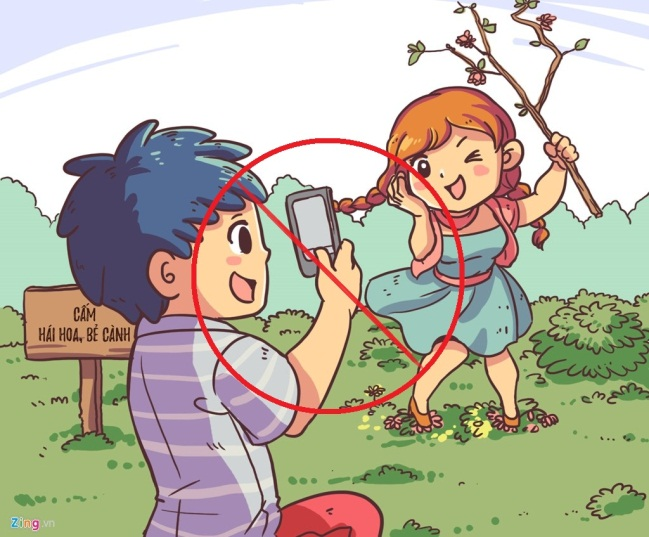 CẤM
HÁI HOA, BẺ CÀNH
Zing.vn